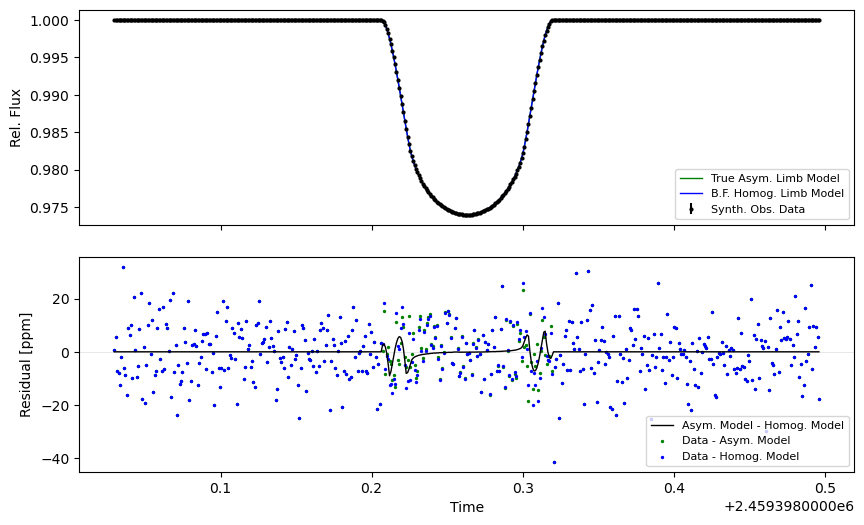 1.000
0.995
0.990
0.985
0.980
0.975
Rel. Flux
True Asym. Limb Model
B.F. Homog. Limb Model
Synth. Obs. Data
20
0
−20
−40
Residual [ppm]
Asym. Model - Homog. Model
Data - Asym. Model
Data - Homog. Model
0.1
0.2
0.3
0.4
0.5
Time
+2.4593980000e6